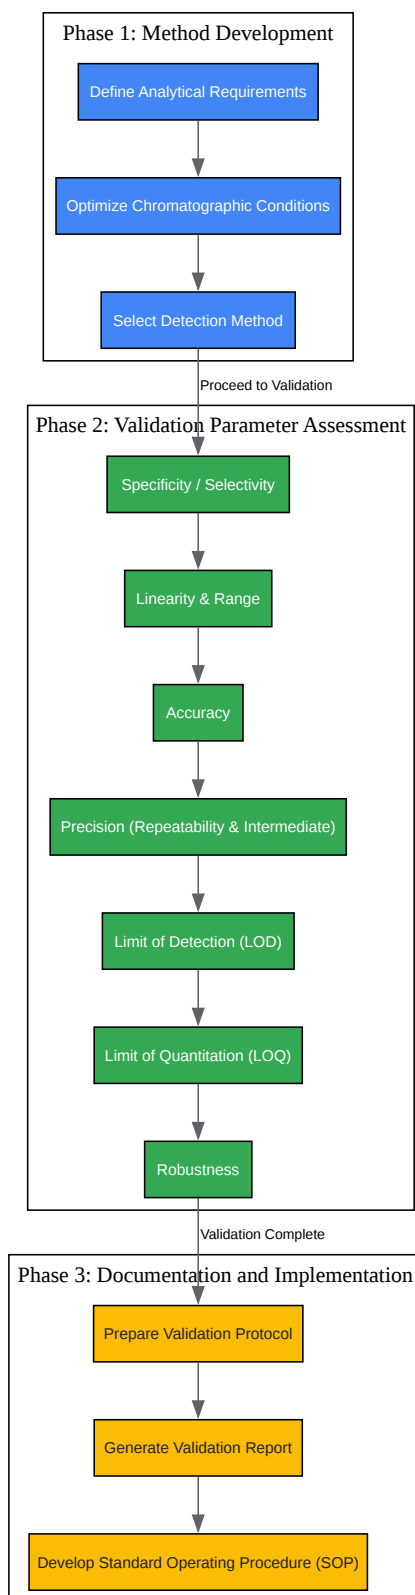 Phase 1: Method Development
Define Analytical Requirements
Optimize Chromatographic Conditions
Select Detection Method
Proceed to Validation
Phase 2: Validation Parameter Assessment
Specificity / Selectivity
Linearity & Range
Accuracy
Precision (Repeatability & Intermediate)
Limit of Detection (LOD)
Limit of Quantitation (LOQ)
Robustness
Validation Complete
Phase 3: Documentation and Implementation
Prepare Validation Protocol
Generate Validation Report
Develop Standard Operating Procedure (SOP)